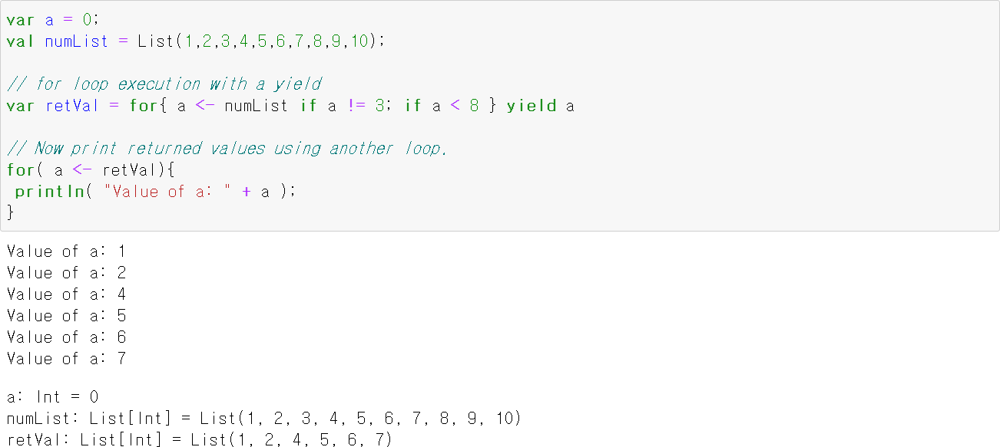 var a = 0;
val numList = List(1,2,3,4,5,6,7,8,9,10);
// for loop execution with a yield
var retVal = for{ a <- numList if a != 3; if a < 8 } yield a
// Now print returned values using another loop.
for( a <- retVal){
println( "Value of a: " + a );
}
Value of a: 1
Value of a: 2
Value of a: 4
Value of a: 5
Value of a: 6
Value of a: 7
a: Int = 0
numList: List[Int] = List(1, 2, 3, 4, 5, 6, 7, 8, 9, 10)
retVal: List[Int] = List(1, 2, 4, 5, 6, 7)